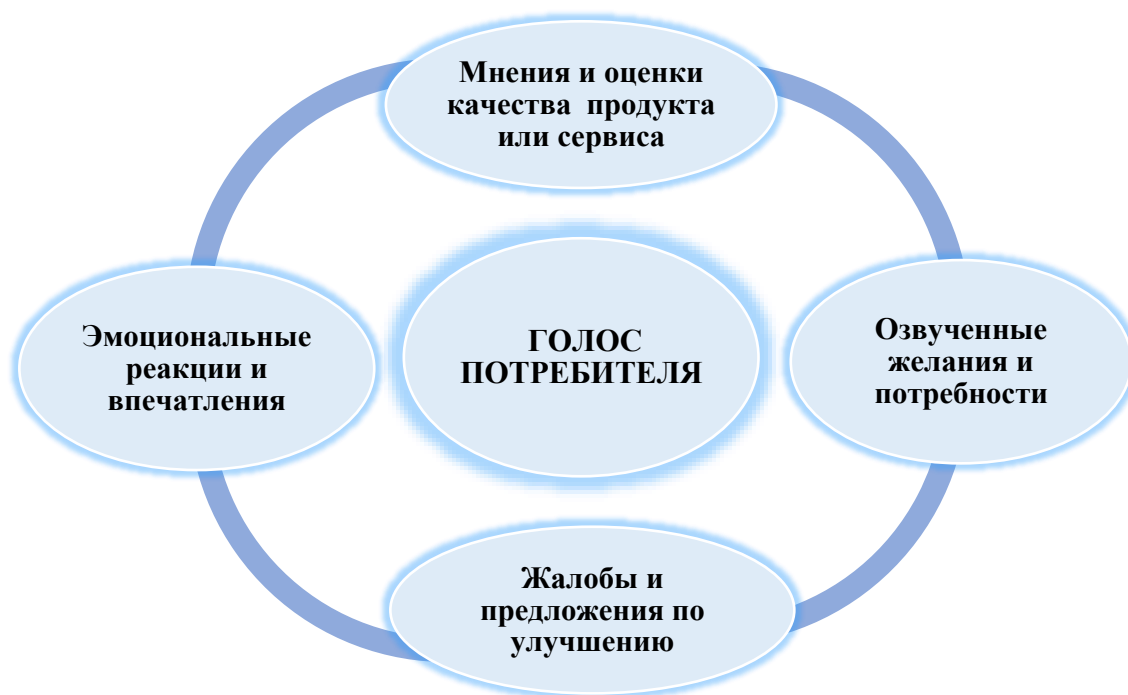 Мнения и оценки
качества продукта
или сервиса
Эмоциональные
реакции и
впечатления
ГОЛОС
ПОТРЕБИТЕЛЯ
Озвученные
желания и
потребности
Жалобы и
предложения по
улучшению